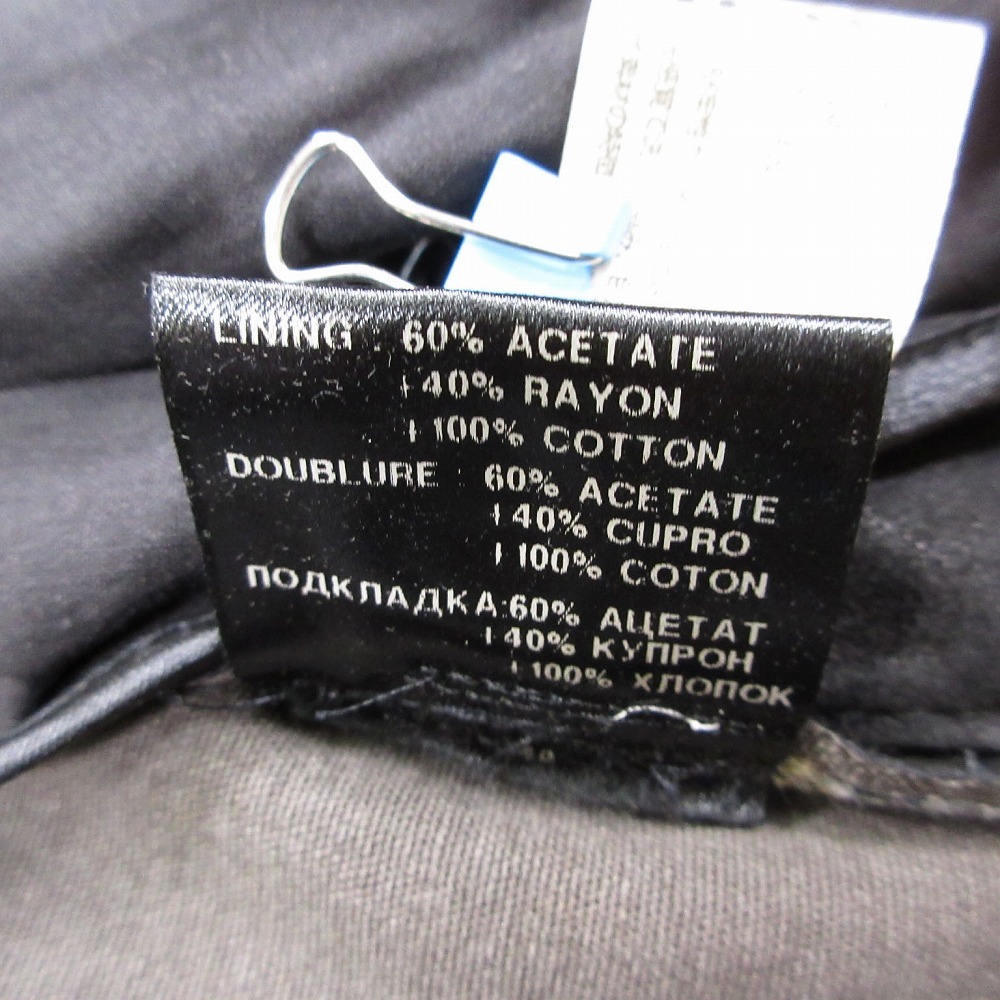 LINING : 60% ACETATE
+40% RAYON
+100% COTTON
DOUBLURE : 60% ACETATE
+40% CUPRO
+100% COTON
ПОДКЛАДКА:60% АЦЕТАТ
+40% КУПРОН
+100% ХЛОПОК